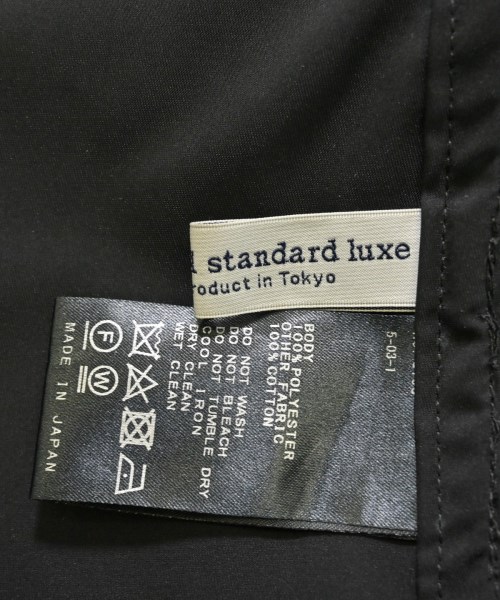 standard luxe
Product in Tokyo
5-03-1
BODY
100% POLYESTER
OTHER FABRIC
100% COTTON
DO NOT WASH
DO NOT BLEACH
DO NOT TUMBLE DRY
COOL IRON
DRY CLEAN
WET CLEAN
F
W
MADE IN JAPAN